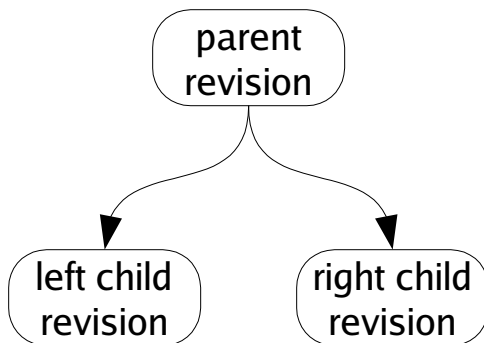 parent
revision
left child
revision
right child
revision